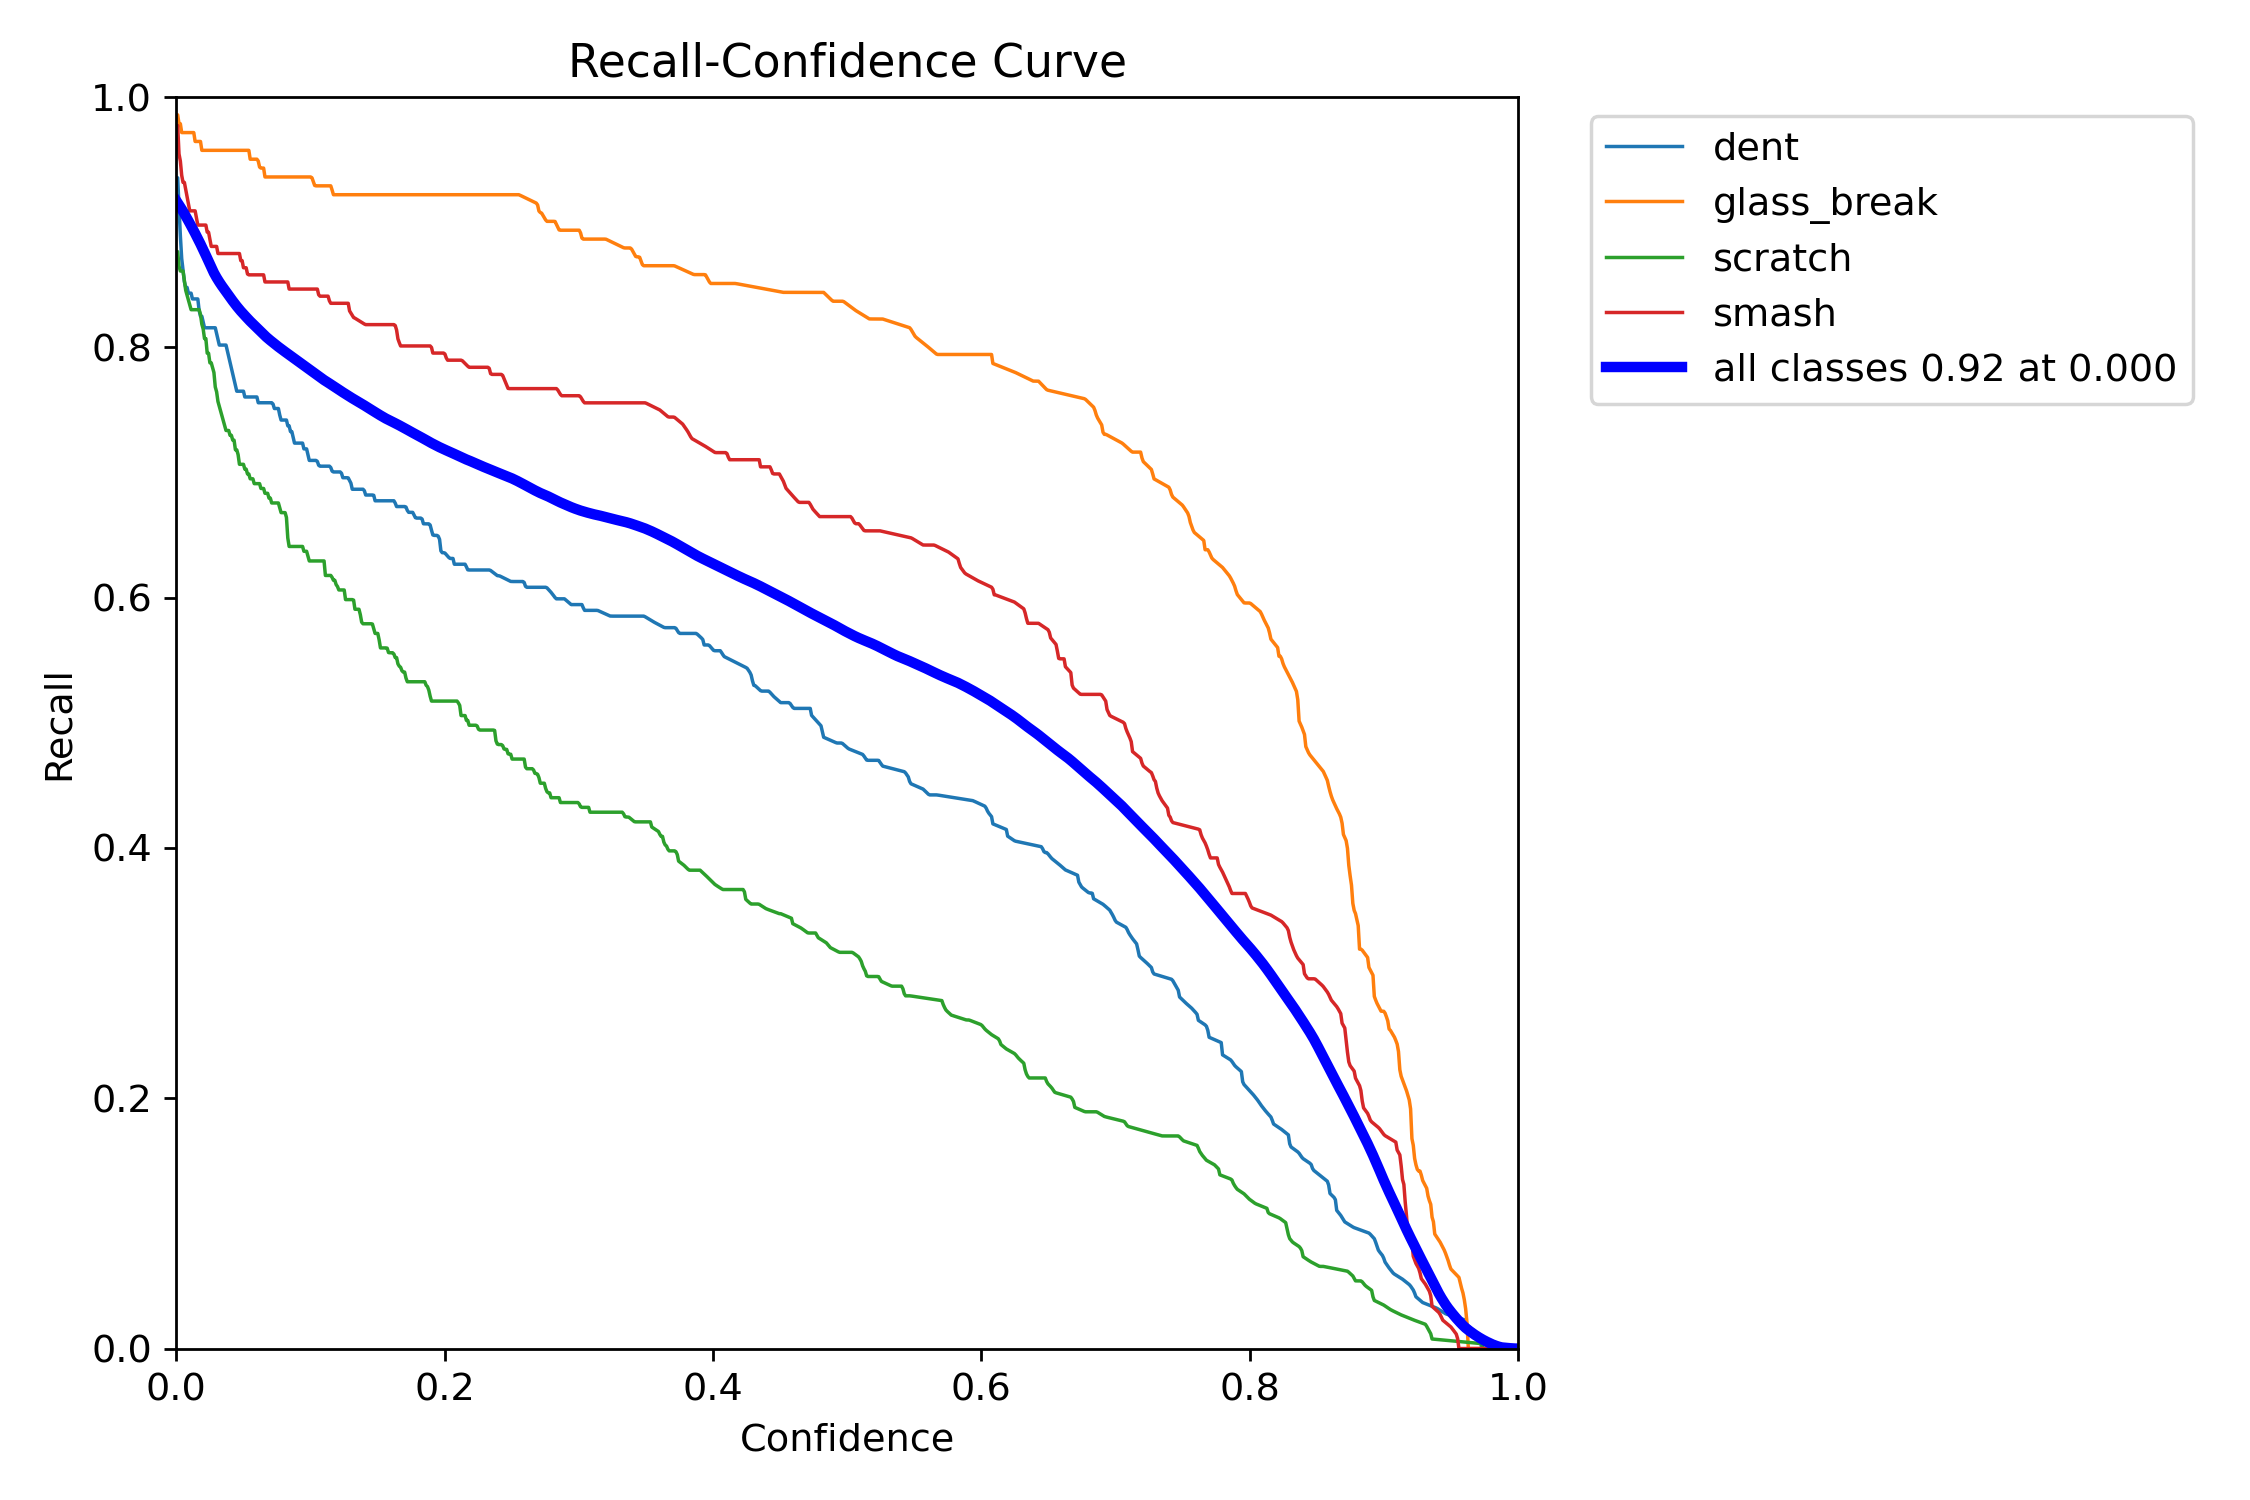 Recall-Confidence Curve
1.0
0.8
0.6
0.4
0.2
0.0
Recall
0.0 0.2 0.4 0.6 0.8 1.0
Confidence
dent
glass_break
scratch
smash
all classes 0.92 at 0.000